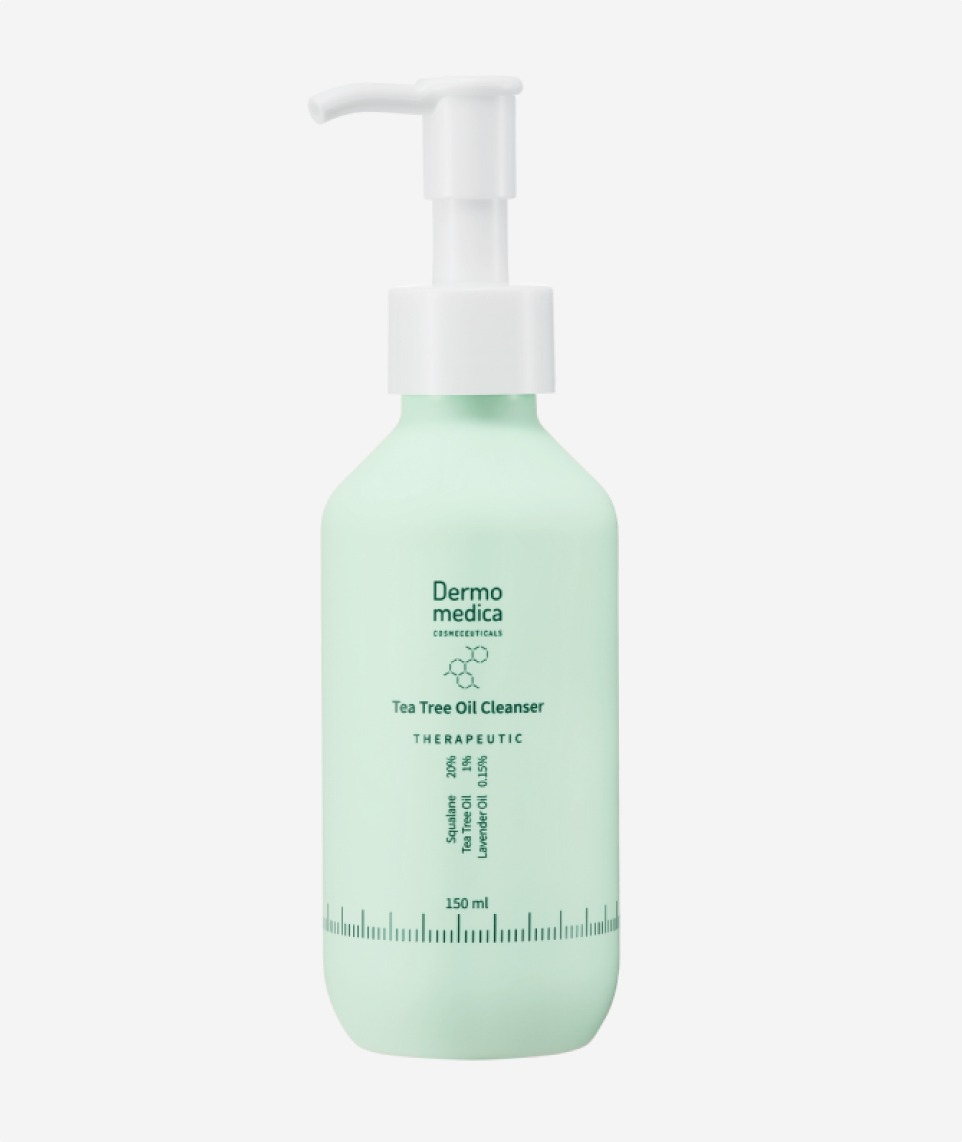 Dermo
medica
COSMECEUTICALS
Tea Tree Oil Cleanser
THERAPEUTIC
Squalane 20%
Tea Tree Oil 1%
Lavender Oil 0.15%
150 ml